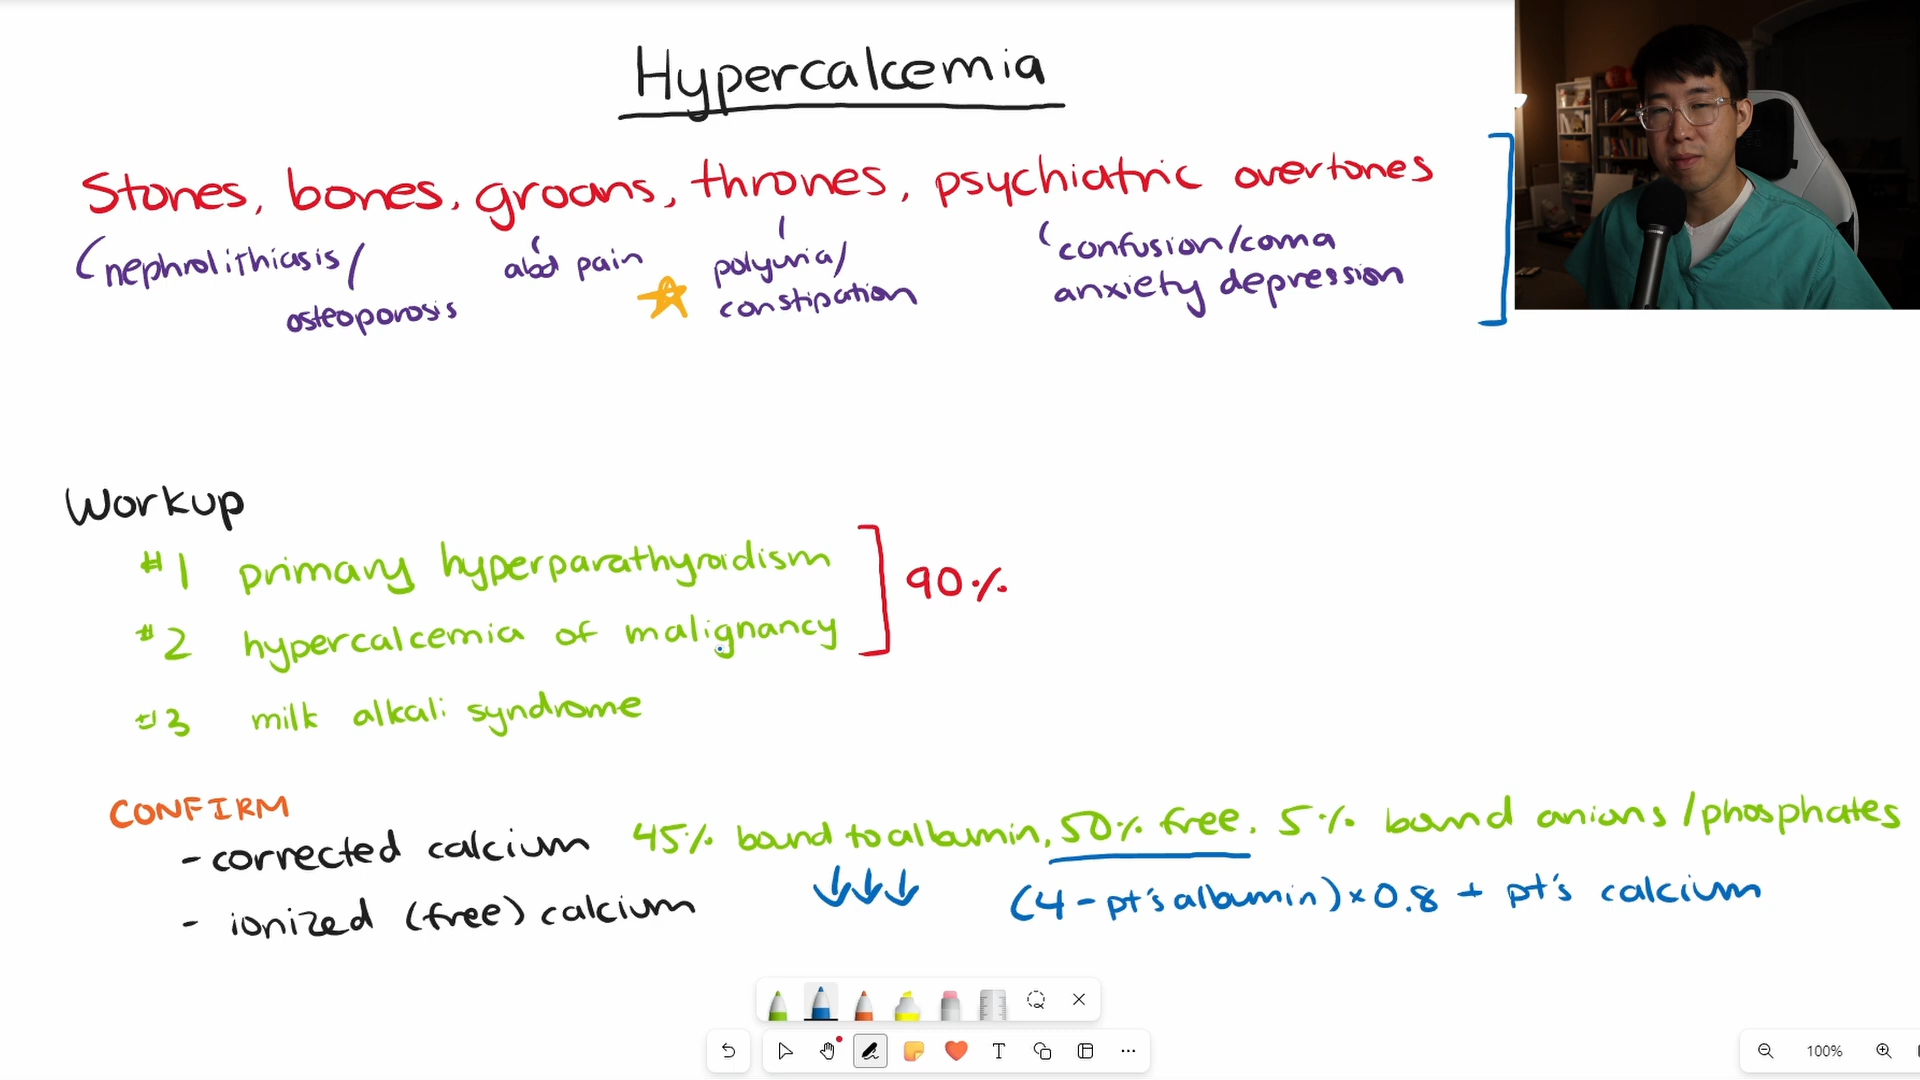 Hypercalcemia
Stones, bones, groans, thrones, psychiatric overtones
nephrolithiasis/
osteoporosis
abd pain
polyuria/
constipation
confusion/coma
anxiety depression
Workup
#1 primary hyperparathyroidism
#2 hypercalcemia of malignancy
90%
#3 milk alkali syndrome
CONFIRM
- corrected calcium
45% bound to albumin, 50% free, 5% bound anions/phosphates
- ionized (free) calcium
(4 - pt's albumin) x 0.8 + pt's calcium
T
100%